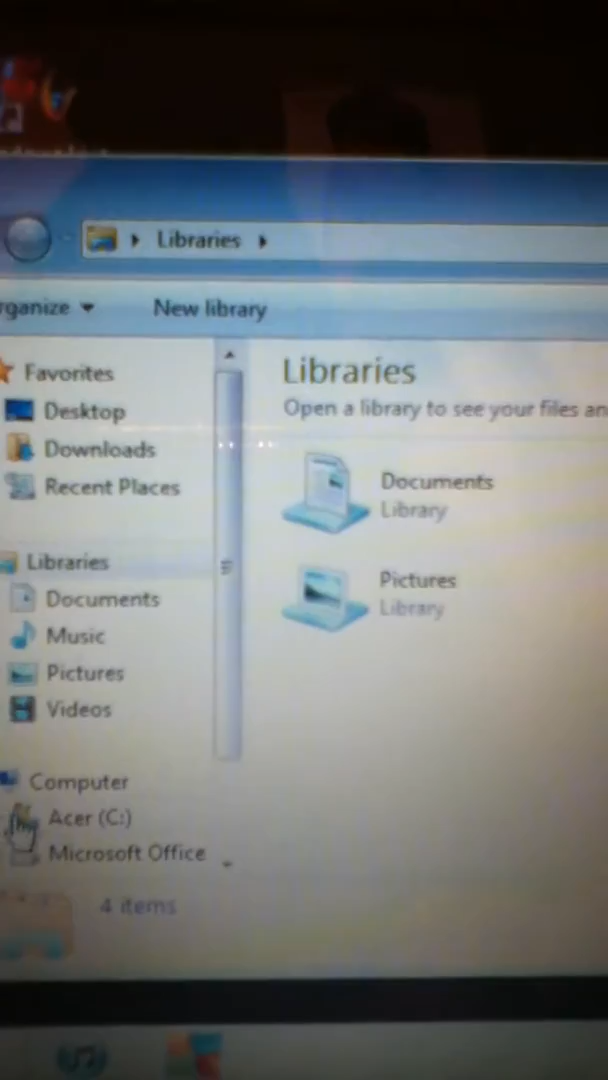 Libraries
rganize
New library
Favorites
Desktop
Downloads
Recent Places
Libraries
Documents
Music
Pictures
Videos
Computer
Acer (C:)
Microsoft Office
Libraries
Open a library to see your files an
Documents
Library
Pictures
Library
4 items